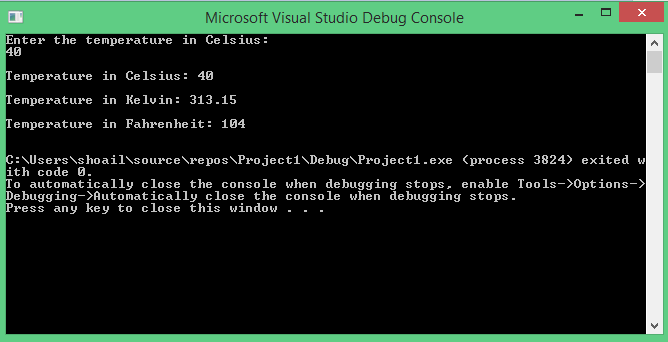 Microsoft Visual Studio Debug Console
Enter the temperature in Celsius:
40
Temperature in Celsius: 40
Temperature in Kelvin: 313.15
Temperature in Fahrenheit: 104
C:\Users\shoail\source\repos\Project1\Debug\Project1.exe (process 3824) exited w
ith code 0.
To automatically close the console when debugging stops, enable Tools->Options->
Debugging->Automatically close the console when debugging stops.
Press any key to close this window . . .